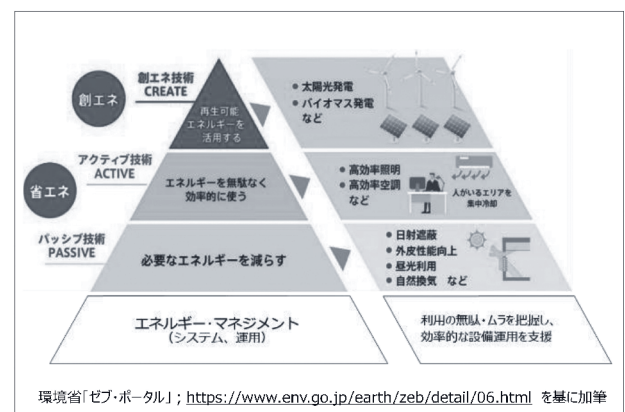 創エネ
創エネ技術
CREATE
再生可能
エネルギーを
活用する
● 太陽光発電
● バイオマス発電
など
省エネ
アクティブ技術
ACTIVE
エネルギーを無駄なく
効率的に使う
● 高効率照明
● 高効率空調
など
人がいるエリアを
集中冷却
パッシブ技術
PASSIVE
必要なエネルギーを減らす
● 日射遮蔽
● 外皮性能向上
● 昼光利用
● 自然換気 など
エネルギー・マネジメント
(システム、運用)
利用の無駄・ムラを把握し、
効率的な設備運用を支援
環境省「ゼブ・ポータル」; https://www.env.go.jp/earth/zeb/detail/06.html を基に加筆